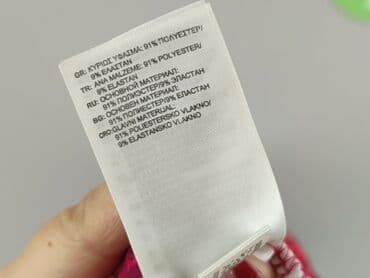 GR: ΚΥΡΙΩΣ ΥΦΑΣΜΑ: 91% ΠΟΛΥΕΣΤΕΡ/
9% ΕΛΑΣΤΑΝ
TR: ANA MALZEME: 91% POLYESTER/
9% ELASTAN
RU: ОСНОВНОЙ МАТЕРИАЛ:
91% ПОЛИЭСТЕР/9% ЭЛАСТАН
BG: ОСНОВЕН МАТЕРИАЛ:
91% ПОЛИЕСТЕР/9% ЕЛАСТАН
CRO: GLAVNI MATERIJAL:
91% POLIESTERSKO VLAKNO/
9% ELASTANSKO VLAKNO